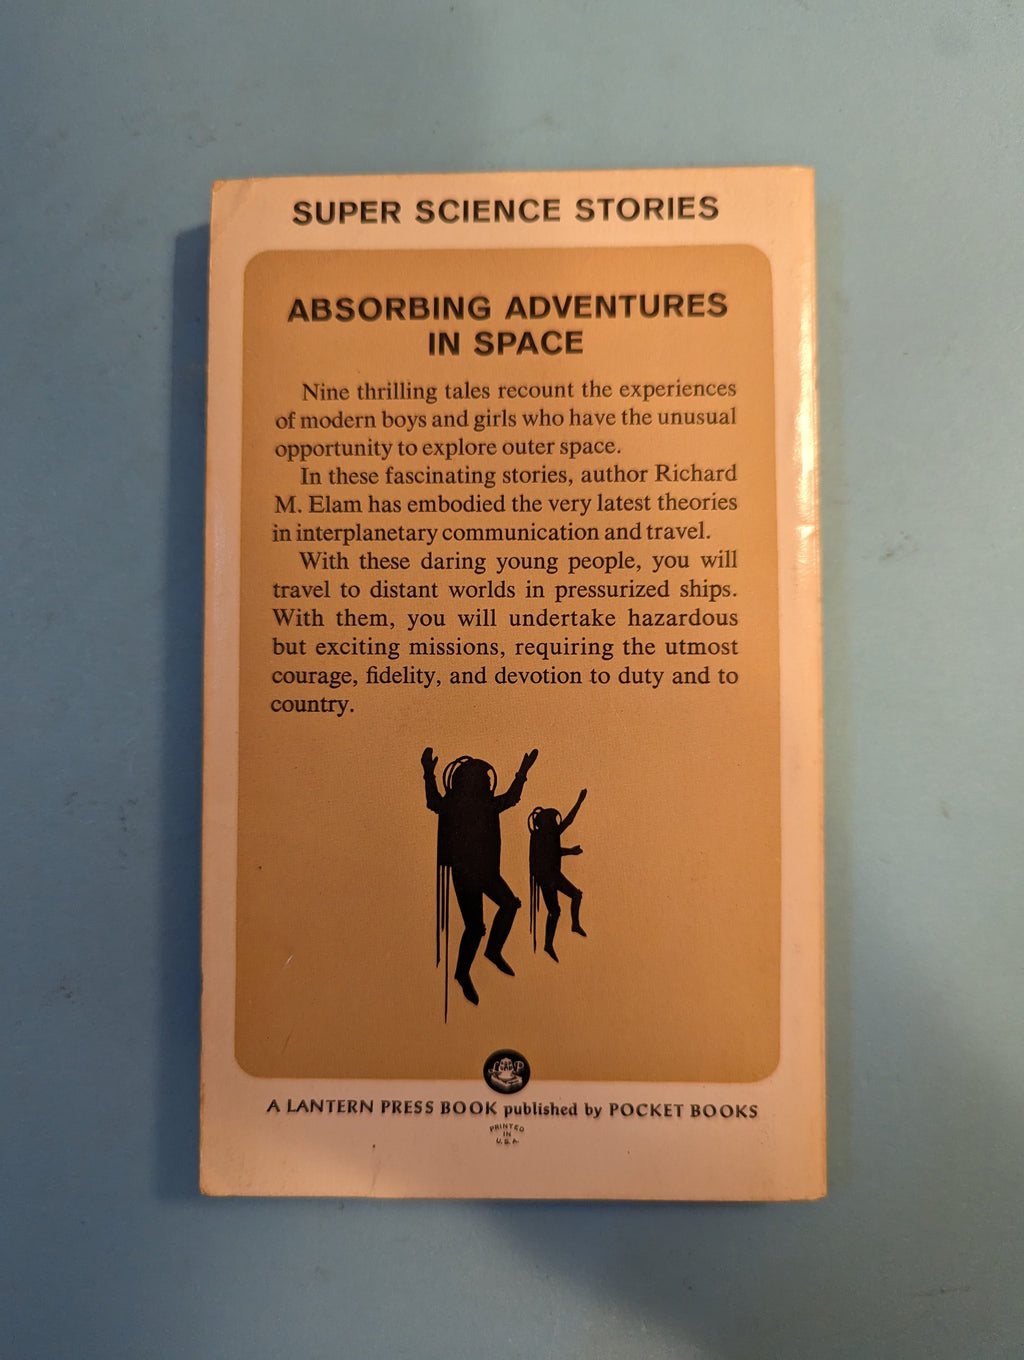 SUPER SCIENCE STORIES
ABSORBING ADVENTURES
IN SPACE
Nine thrilling tales recount the experiences
of modern boys and girls who have the unusual
opportunity to explore outer space.
In these fascinating stories, author Richard
M. Elam has embodied the very latest theories
in interplanetary communication and travel.
With these daring young people, you will
travel to distant worlds in pressurized ships.
With them, you will undertake hazardous
but exciting missions, requiring the utmost
courage, fidelity, and devotion to duty and to
country.
A LANTERN PRESS BOOK published by POCKET BOOKS
PRINTED
IN
U.S.A.